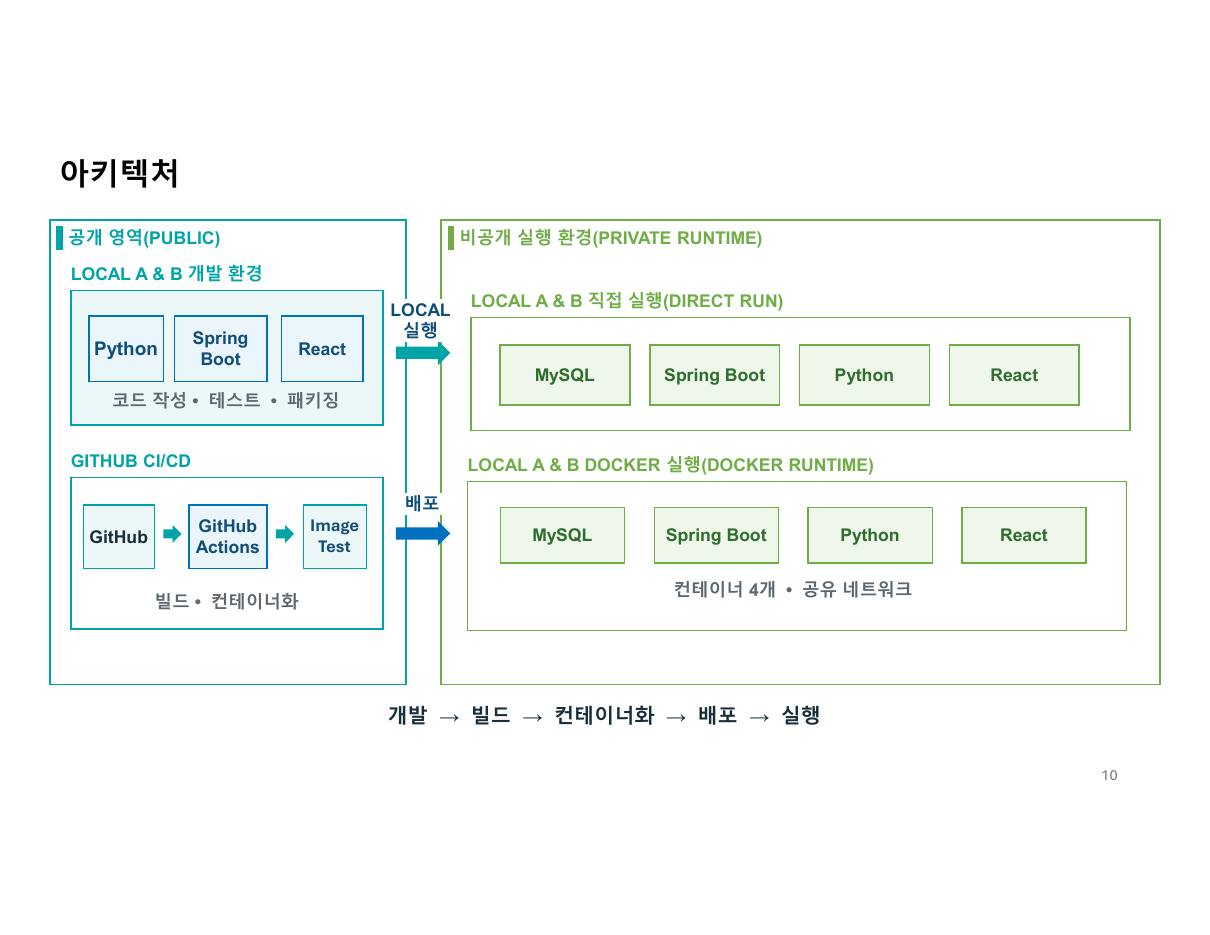 아키텍처
공개 영역(PUBLIC)
LOCAL A & B 개발 환경
Python
Spring
Boot
React
코드 작성 • 테스트 • 패키징
GITHUB CI/CD
GitHub
GitHub
Actions
Image
Test
빌드 • 컨테이너화
LOCAL
실행
배포
비공개 실행 환경(PRIVATE RUNTIME)
LOCAL A & B 직접 실행(DIRECT RUN)
MySQL
Spring Boot
Python
React
LOCAL A & B DOCKER 실행(DOCKER RUNTIME)
MySQL
Spring Boot
Python
React
컨테이너 4개 • 공유 네트워크
개발 → 빌드 → 컨테이너화 → 배포 → 실행
10